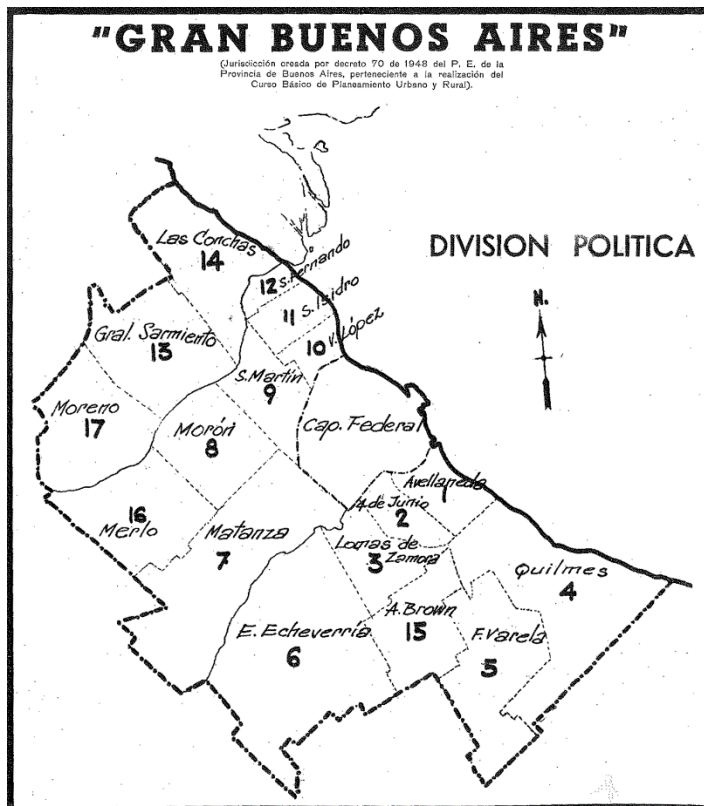 "GRAN BUENOS AIRES"
(Jurisdicción creada por decreto 70 de 1948 del P. E. de la
Provincia de Buenos Aires, perteneciente a la realización del
Curso Básico de Planeamiento Urbano y Rural).
DIVISION POLITICA
N.
Las Conchas
14
12 S. Fernando
11 S. Isidro
10 V. López
Gral. Sarmiento
13
S. Martín
9
Moreno
17
Morón
8
Cap. Federal
Avellaneda
1
4 de Junio
2
16
Merlo
Matanza
7
Lomas de
Zamora
3
Quilmes
4
A. Brown
15
E. Echeverría
6
F. Varela
5